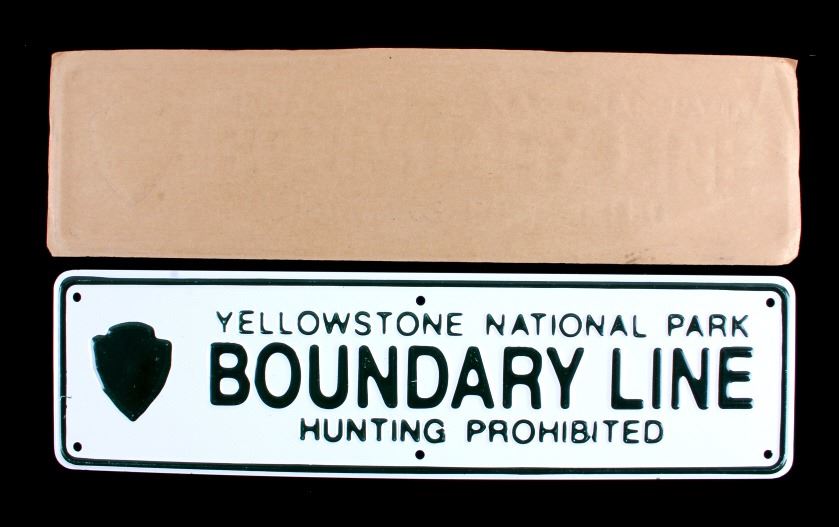 YELLOWSTONE NATIONAL PARK
BOUNDARY LINE
HUNTING PROHIBITED